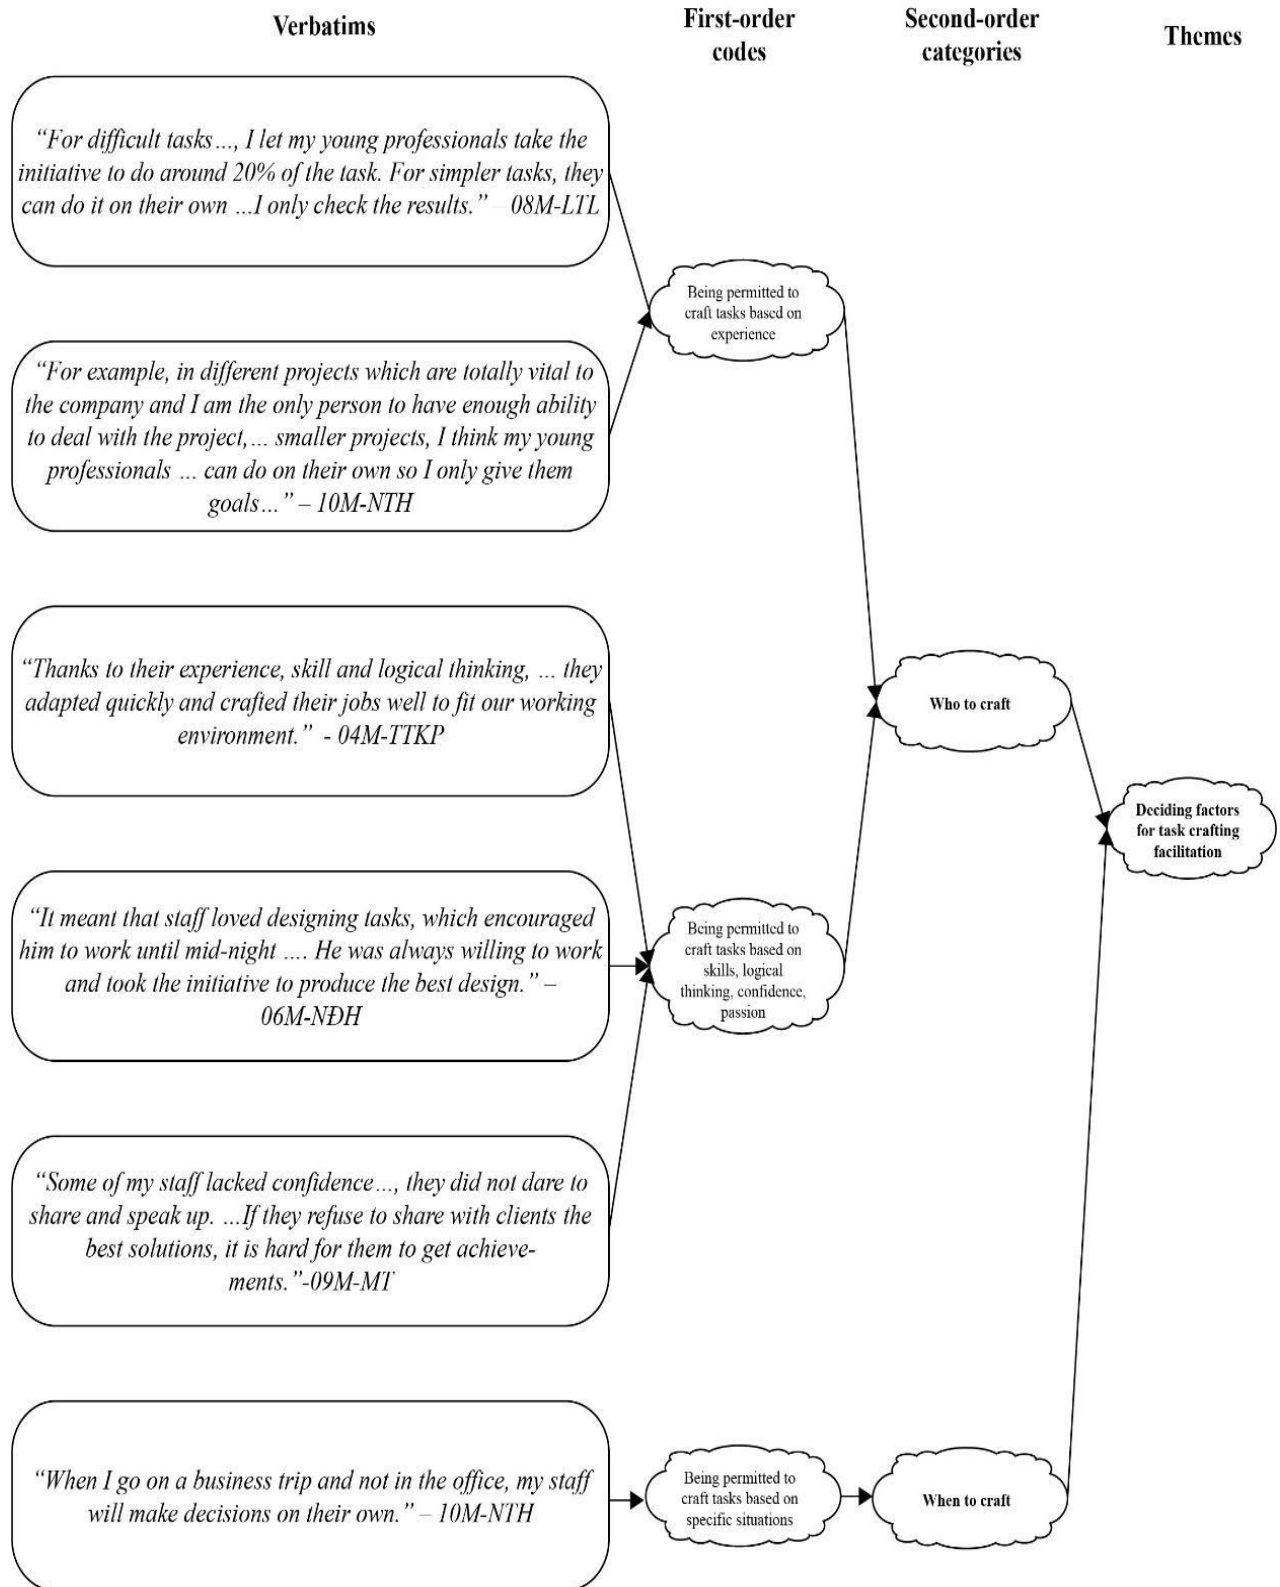 Verbatims
First-order
codes
Second-order
categories
Themes
“For difficult tasks…, I let my young professionals take the
initiative to do around 20% of the task. For simpler tasks, they
can do it on their own …I only check the results.” – 08M-LTL
Being permitted to
craft tasks based on
experience
“For example, in different projects which are totally vital to
the company and I am the only person to have enough ability
to deal with the project,… smaller projects, I think my young
professionals … can do on their own so I only give them
goals…” – 10M-NTH
“Thanks to their experience, skill and logical thinking, … they
adapted quickly and crafted their jobs well to fit our working
environment.” - 04M-TTKP
Who to craft
Deciding factors
for task crafting
facilitation
“It meant that staff loved designing tasks, which encouraged
him to work until mid-night …. He was always willing to work
and took the initiative to produce the best design.” –
06M-NĐH
Being permitted to
craft tasks based on
skills, logical
thinking, confidence,
passion
“Some of my staff lacked confidence…, they did not dare to
share and speak up. …If they refuse to share with clients the
best solutions, it is hard for them to get achieve-
ments.”-09M-MT
“When I go on a business trip and not in the office, my staff
will make decisions on their own.” – 10M-NTH
Being permitted to
craft tasks based on
specific situations
When to craft